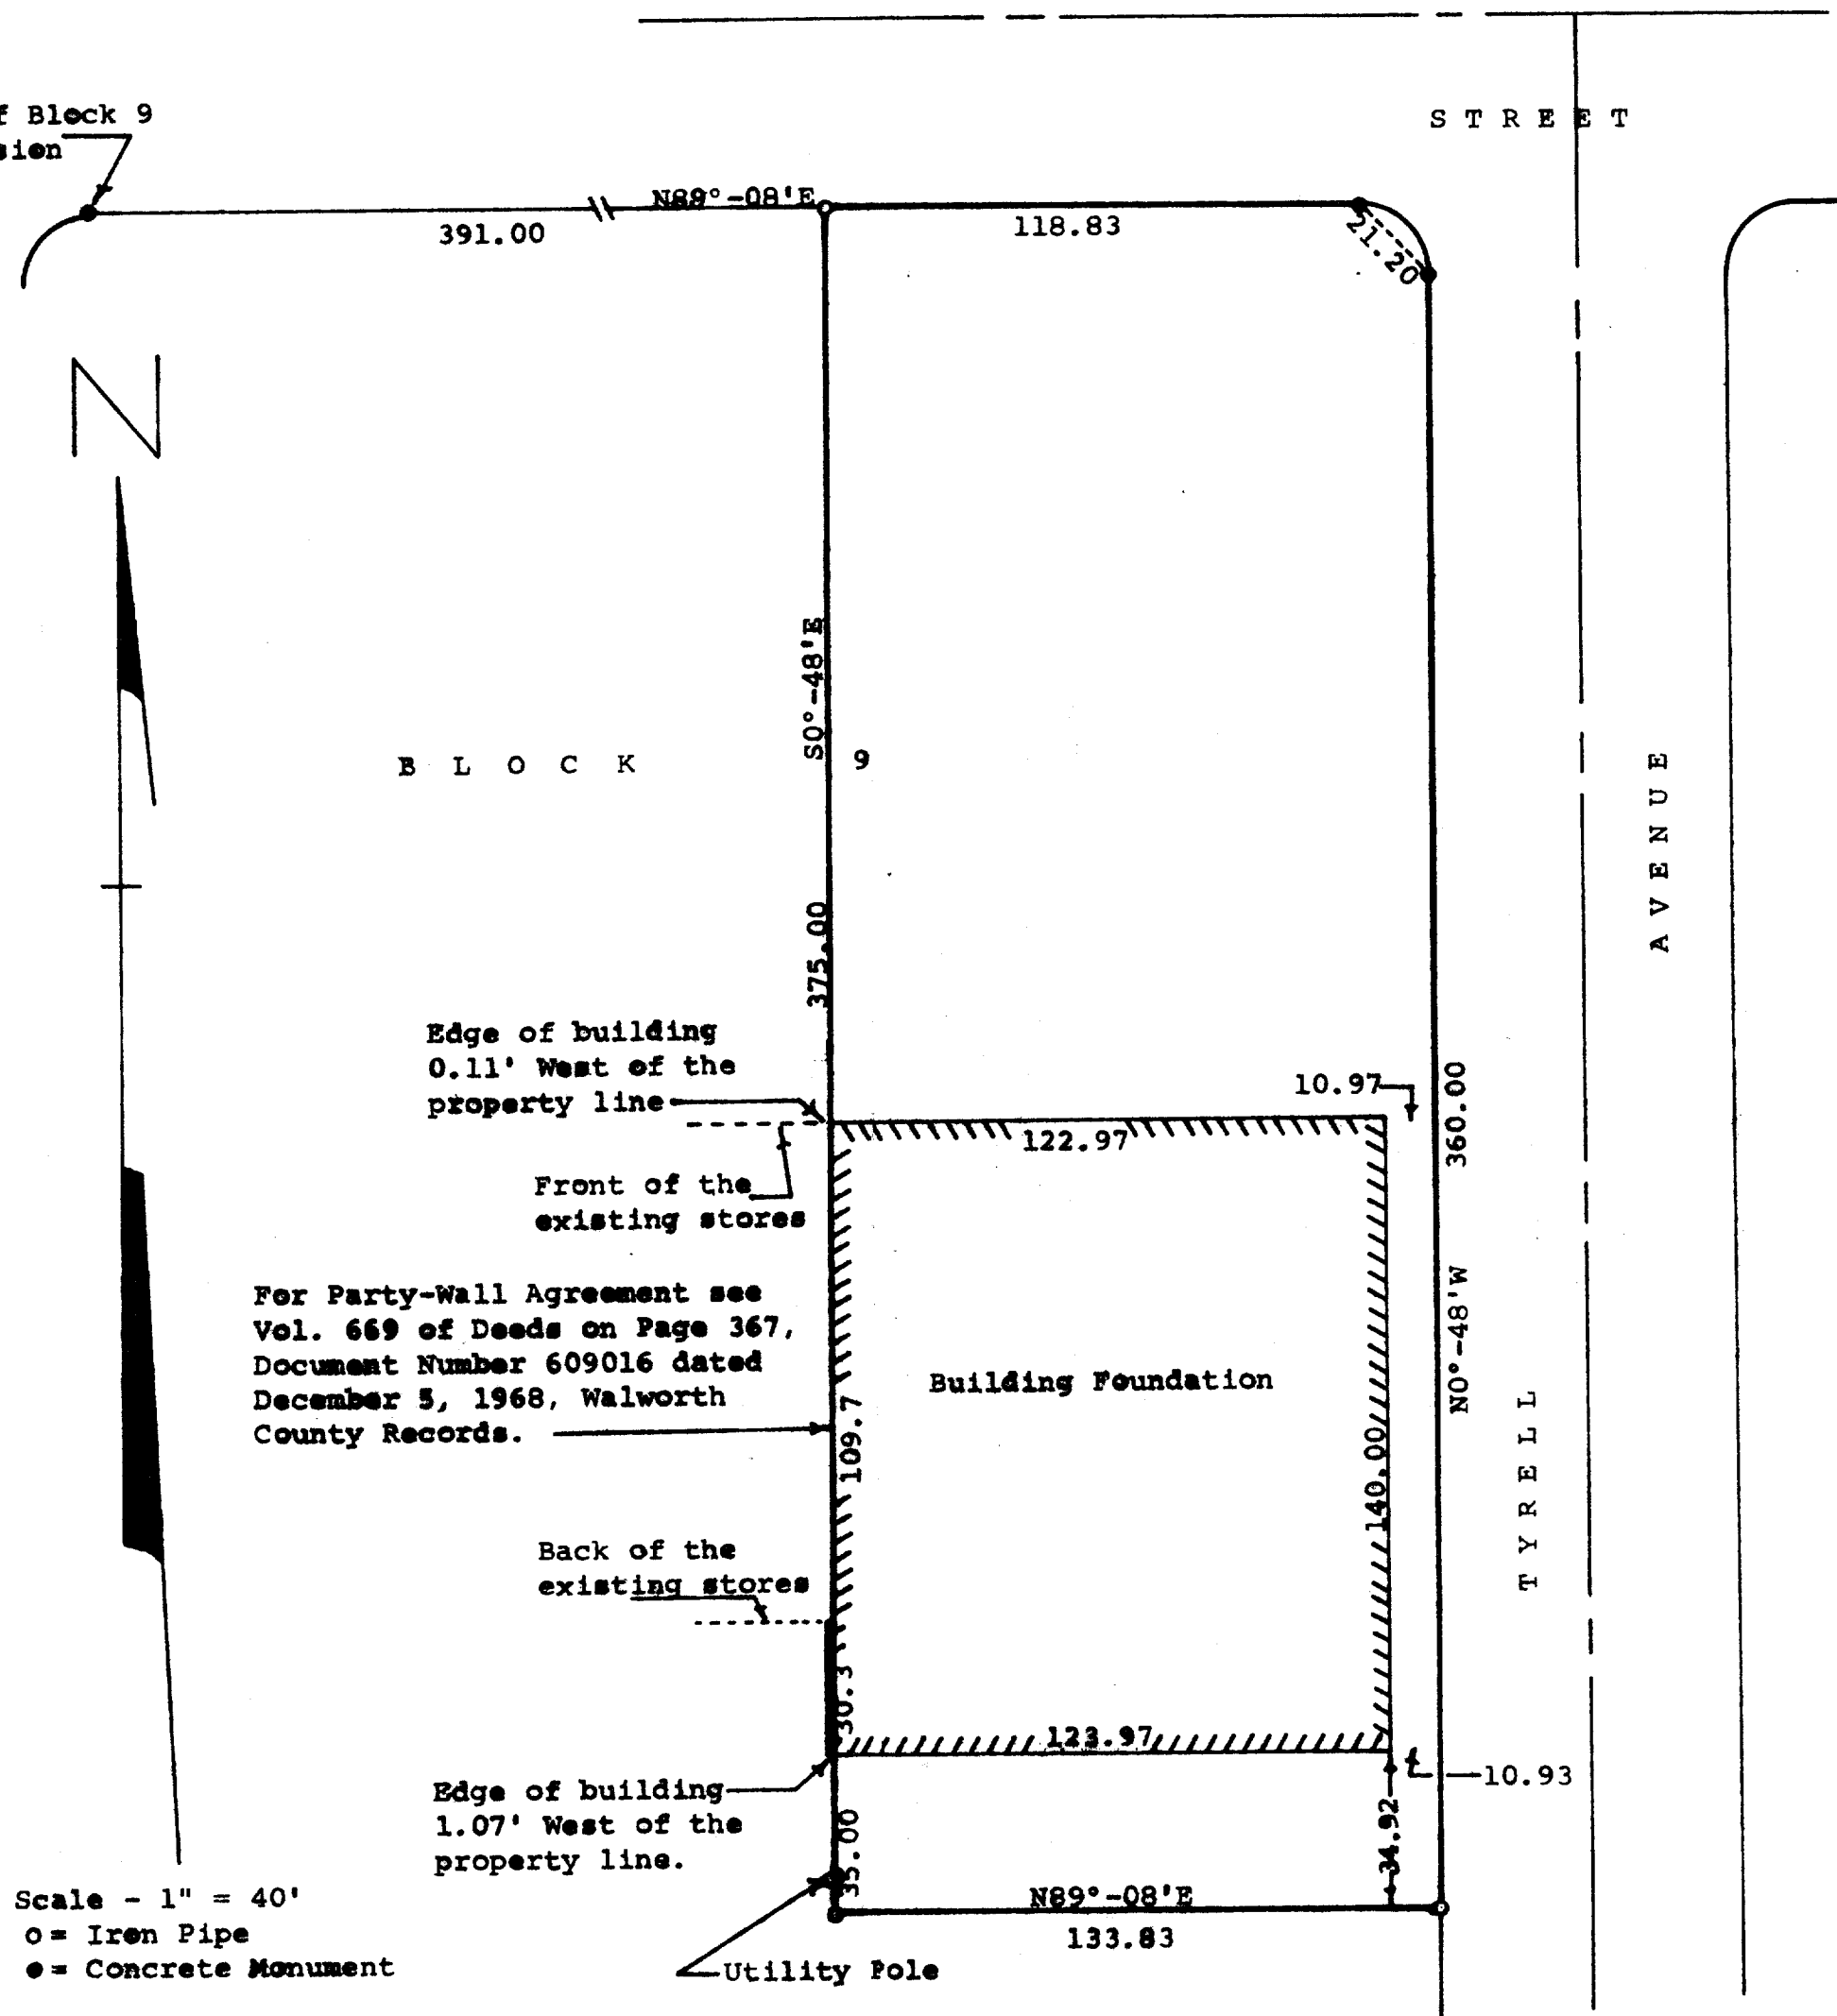 f Block 9
sion
STREET
N89°-08'E
391.00
118.83
21.20
N
S0°-48'E
BLOCK 9
AVENUE
375.00
Edge of building
0.11' West of the
property line
10.97
360.00
122.97
Front of the
existing stores
For Party-Wall Agreement see
Vol. 669 of Deeds on Page 367,
Document Number 609016 dated
December 5, 1968, Walworth
County Records.
N0°-48'W
Building Foundation
109.7
140.00
TYRELL
Back of the
existing stores
30.3
123.97
10.93
Edge of building
1.07' West of the
property line.
35.00
34.92
Scale - 1" = 40'
o = Iron Pipe
● = Concrete Monument
N89°-08'E
133.83
Utility Pole